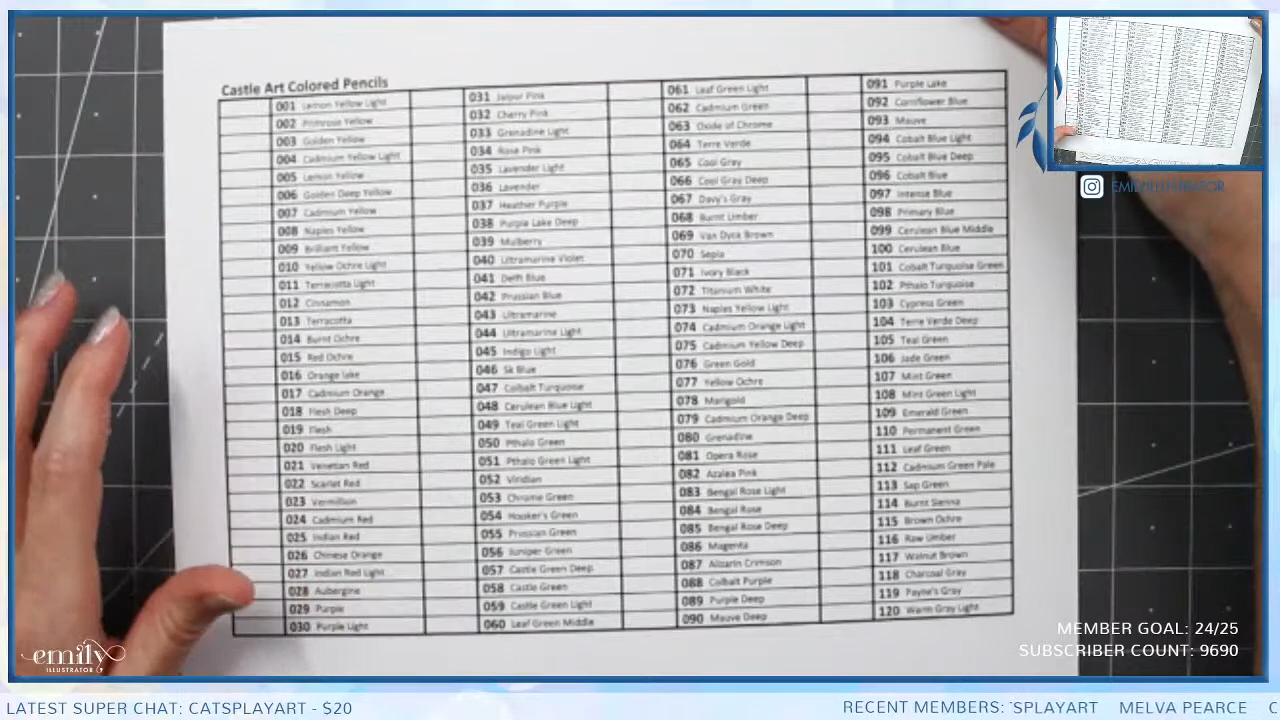 Castle Art Colored Pencils
001 Lemon Yellow Light
002 Primrose Yellow
003 Golden Yellow
004 Cadmium Yellow Light
005 Lemon Yellow
006 Golden Deep Yellow
007 Cadmium Yellow
008 Naples Yellow
009 Brilliant Yellow
010 Yellow Ochre Light
011 Terracotta Light
012 Cinnamon
013 Terracotta
014 Burnt Ochre
015 Red Ochre
016 Orange lake
017 Cadmium Orange
018 Flesh Deep
019 Flesh
020 Flesh Light
021 Venetian Red
022 Scarlet Red
023 Vermillion
024 Cadmium Red
025 Indian Red
026 Chinese Orange
027 Indian Red Light
028 Aubergine
029 Purple
030 Purple Light
031 Jaipur Pink
032 Cherry Pink
033 Grenadine Light
034 Rose Pink
035 Lavender Light
036 Lavender
037 Heather Purple
038 Purple Lake Deep
039 Mulberry
040 Ultramarine Violet
041 Delft Blue
042 Prussian Blue
043 Ultramarine
044 Ultramarine Light
045 Indigo Light
046 Sk Blue
047 Colbalt Turquoise
048 Cerulean Blue Light
049 Teal Green Light
050 Pthalo Green
051 Pthalo Green Light
052 Viridian
053 Chrome Green
054 Hooker's Green
055 Prussian Green
056 Juniper Green
057 Castle Green Deep
058 Castle Green
059 Castle Green Light
060 Leaf Green Middle
061 Leaf Green Light
062 Cadmium Green
063 Oxide of Chrome
064 Terre Verde
065 Cool Gray
066 Cool Gray Deep
067 Davy's Gray
068 Burnt Umber
069 Van Dyck Brown
070 Sepia
071 Ivory Black
072 Titanium White
073 Naples Yellow Light
074 Cadmium Orange Light
075 Cadmium Yellow Deep
076 Green Gold
077 Yellow Ochre
078 Marigold
079 Cadmium Orange Deep
080 Grenadine
081 Opera Rose
082 Azalea Pink
083 Bengal Rose Light
084 Bengal Rose
085 Bengal Rose Deep
086 Magenta
087 Alizarin Crimson
088 Colbalt Purple
089 Purple Deep
090 Mauve Deep
091 Purple Lake
092 Cornflower Blue
093 Mauve
094 Cobalt Blue Light
095 Cobalt Blue Deep
096 Cobalt Blue
097 Intense Blue
098 Primary Blue
099 Cerulean Blue Middle
100 Cerulean Blue
101 Cobalt Turquoise Green
102 Pthalo Turquoise
103 Cypress Green
104 Terre Verde Deep
105 Teal Green
106 Jade Green
107 Mint Green
108 Mint Green Light
109 Emerald Green
110 Permanent Green
111 Leaf Green
112 Cadmium Green Pale
113 Sap Green
114 Burnt Sienna
115 Brown Ochre
116 Raw Umber
117 Walnut Brown
118 Charcoal Gray
119 Payne's Gray
120 Warm Gray Light
EMILYILLUSTRATOR
emily
ILLUSTRATOR
MEMBER GOAL: 24/25
SUBSCRIBER COUNT: 9690
LATEST SUPER CHAT: CATSPLAYART - $20
RECENT MEMBERS: SPLAYART MELVA PEARCE C